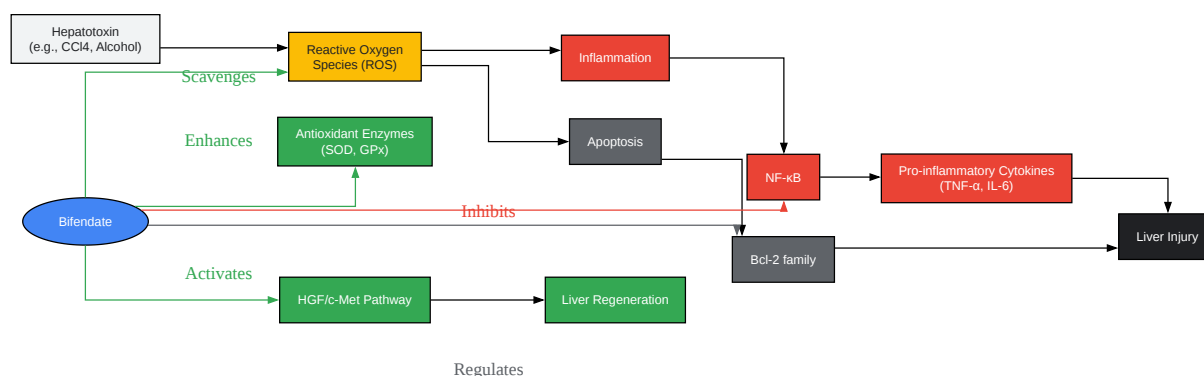 Hepatotoxin
(e.g., CCl4, Alcohol)
Reactive Oxygen
Species (ROS)
Inflammation
Scavenges
Enhances
Antioxidant Enzymes
(SOD, GPx)
Apoptosis
NF-κB
Pro-inflammatory Cytokines
(TNF-α, IL-6)
Bifendate
Inhibits
Liver Injury
Bcl-2 family
Activates
HGF/c-Met Pathway
Liver Regeneration
Regulates